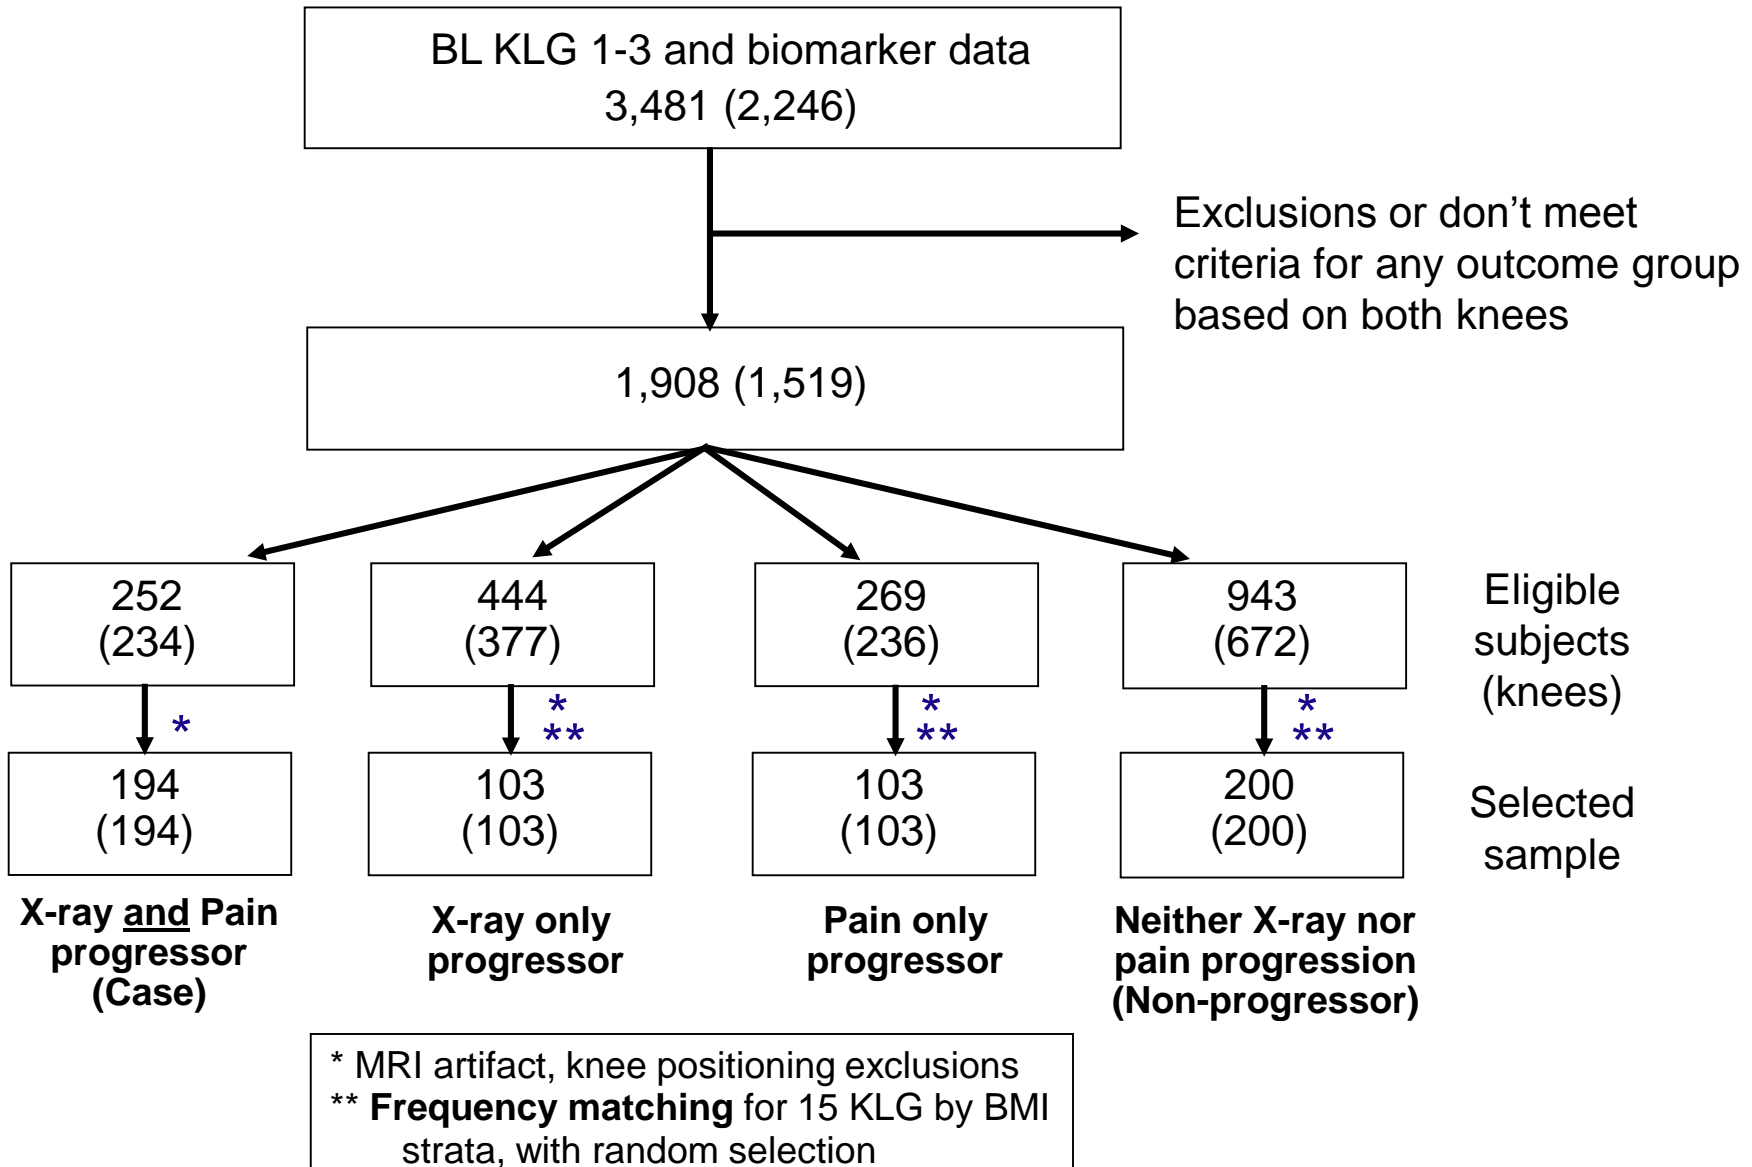 BL KLG 1-3 and biomarker data
3,481 (2,246)
Exclusions or don’t meet
criteria for any outcome group
based on both knees
1,908 (1,519)
252
(234)
444
(377)
269
(236)
943
(672)
Eligible
subjects
(knees)
*
*
**
*
**
*
**
194
(194)
103
(103)
103
(103)
200
(200)
Selected
sample
X-ray and Pain
progressor
(Case)
X-ray only
progressor
Pain only
progressor
Neither X-ray nor
pain progression
(Non-progressor)
* MRI artifact, knee positioning exclusions
** Frequency matching for 15 KLG by BMI
strata, with random selection